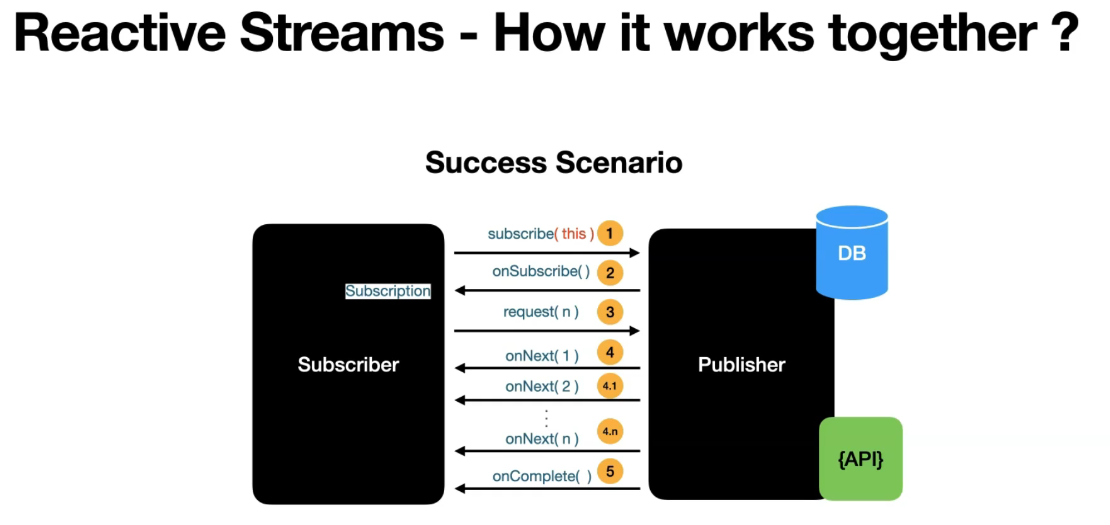 Reactive Streams - How it works together ?
Success Scenario
subscribe( this ) 1
onSubscribe( ) 2
Subscription
request( n ) 3
onNext( 1 ) 4
onNext( 2 ) 4.1
onNext( n ) 4.n
onComplete( ) 5
Subscriber
Publisher
DB
{API}